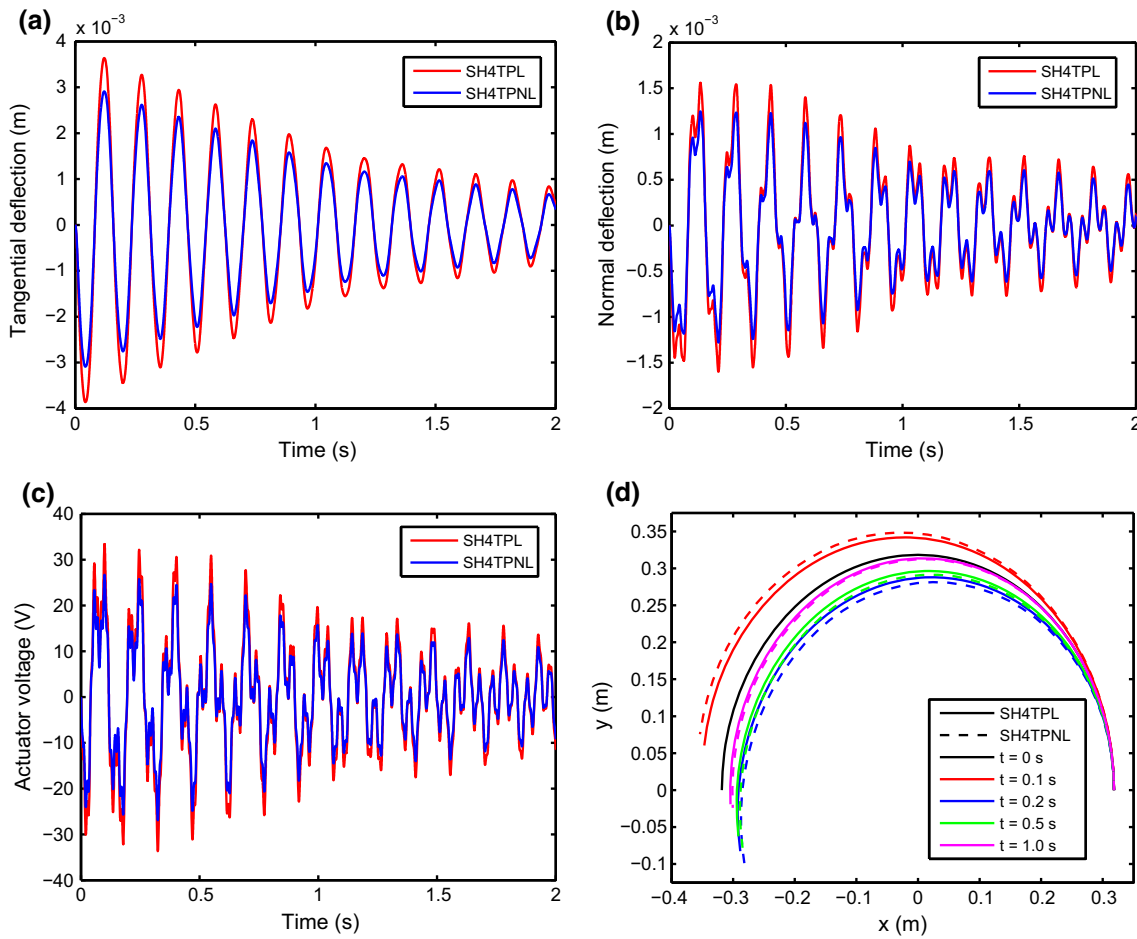 (a)
x 10⁻³
4
3
2
1
0
−1
−2
−3
−4
Tangential deflection (m)
0 0.5 1 1.5 2
Time (s)
SH4TPL
SH4TPNL
(b)
x 10⁻³
2
1.5
1
0.5
0
−0.5
−1
−1.5
−2
Normal deflection (m)
0 0.5 1 1.5 2
Time (s)
SH4TPL
SH4TPNL
(c)
40
30
20
10
0
−10
−20
−30
−40
Actuator voltage (V)
0 0.5 1 1.5 2
Time (s)
SH4TPL
SH4TPNL
(d)
0.35
0.3
0.25
0.2
0.15
0.1
0.05
0
−0.05
−0.1
y (m)
−0.4 −0.3 −0.2 −0.1 0 0.1 0.2 0.3
x (m)
SH4TPL
SH4TPNL
t = 0 s
t = 0.1 s
t = 0.2 s
t = 0.5 s
t = 1.0 s